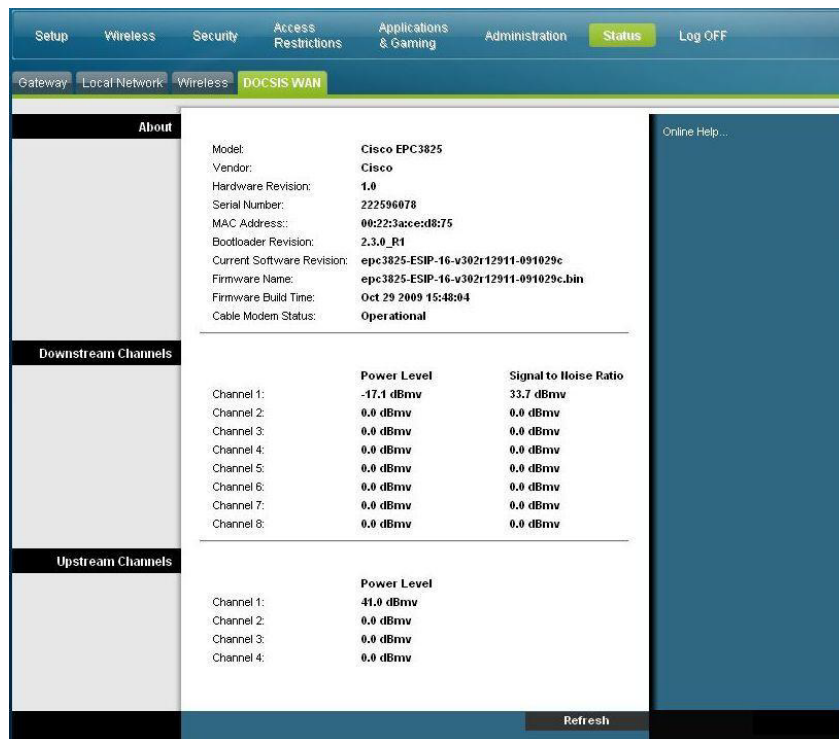 Setup Wireless Security Access Restrictions Applications & Gaming Administration Status Log OFF
Gateway Local Network Wireless DOCSIS WAN
About
Online Help...
Model: Cisco EPC3825
Vendor: Cisco
Hardware Revision: 1.0
Serial Number: 222596078
MAC Address:: 00:22:3a:ce:d8:75
Bootloader Revision: 2.3.0_R1
Current Software Revision: epc3825-ESIP-16-v302r12911-091029c
Firmware Name: epc3825-ESIP-16-v302r12911-091029c.bin
Firmware Build Time: Oct 29 2009 15:48:04
Cable Modem Status: Operational
Downstream Channels
Power Level Signal to Noise Ratio
Channel 1: -17.1 dBmv 33.7 dBmv
Channel 2: 0.0 dBmv 0.0 dBmv
Channel 3: 0.0 dBmv 0.0 dBmv
Channel 4: 0.0 dBmv 0.0 dBmv
Channel 5: 0.0 dBmv 0.0 dBmv
Channel 6: 0.0 dBmv 0.0 dBmv
Channel 7: 0.0 dBmv 0.0 dBmv
Channel 8: 0.0 dBmv 0.0 dBmv
Upstream Channels
Power Level
Channel 1: 41.0 dBmv
Channel 2: 0.0 dBmv
Channel 3: 0.0 dBmv
Channel 4: 0.0 dBmv
Refresh